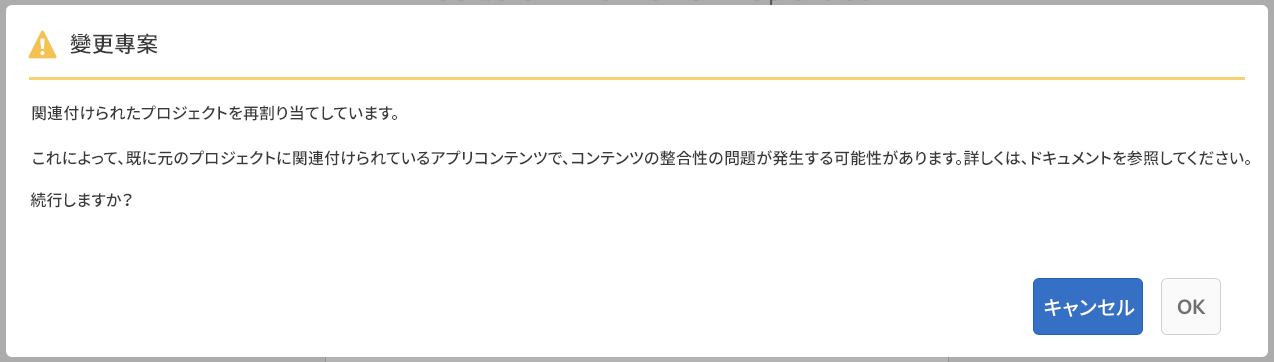 變更專案
関連付けられたプロジェクトを再割り当てしています。
これによって、既に元のプロジェクトに関連付けられているアプリコンテンツで、コンテンツの整合性の問題が発生する可能性があります。詳しくは、ドキュメントを参照してください。
続行しますか?
キャンセル OK